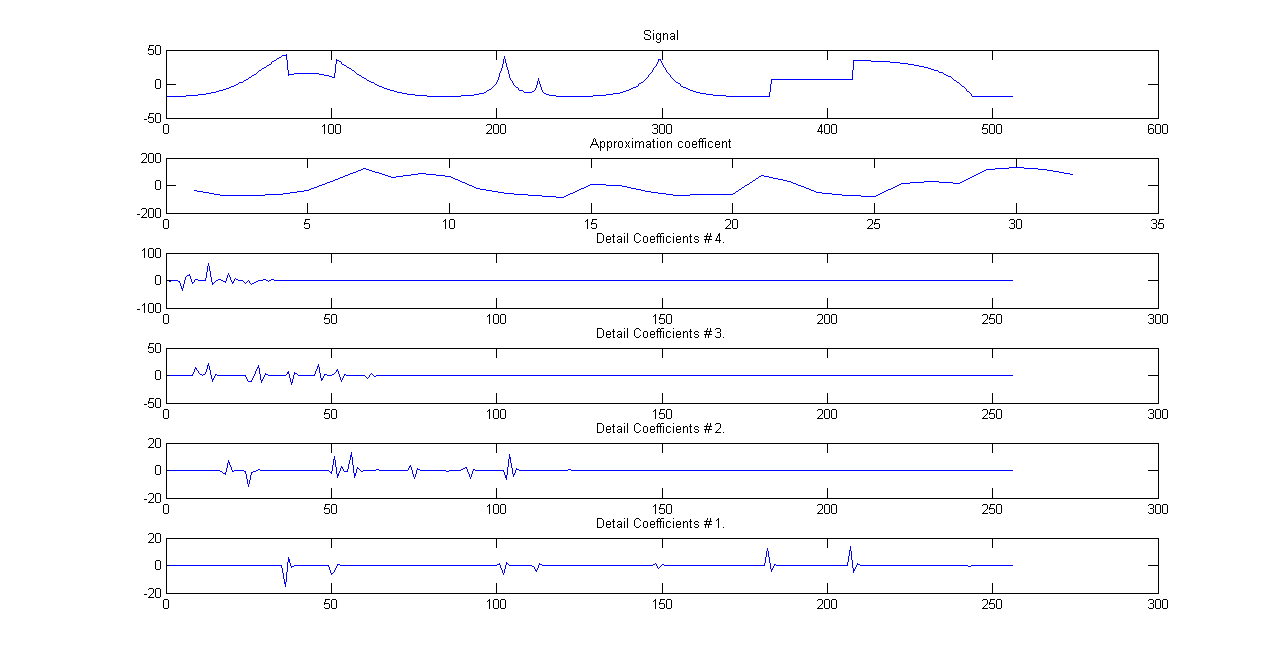 Signal
50
0
-50
0 100 200 300 400 500 600
Approximation coefficent
200
0
-200
0 5 10 15 20 25 30 35
Detail Coefficients # 4.
100
0
-100
0 50 100 150 200 250 300
Detail Coefficients # 3.
50
0
-50
0 50 100 150 200 250 300
Detail Coefficients # 2.
20
0
-20
0 50 100 150 200 250 300
Detail Coefficients # 1.
20
0
-20
0 50 100 150 200 250 300